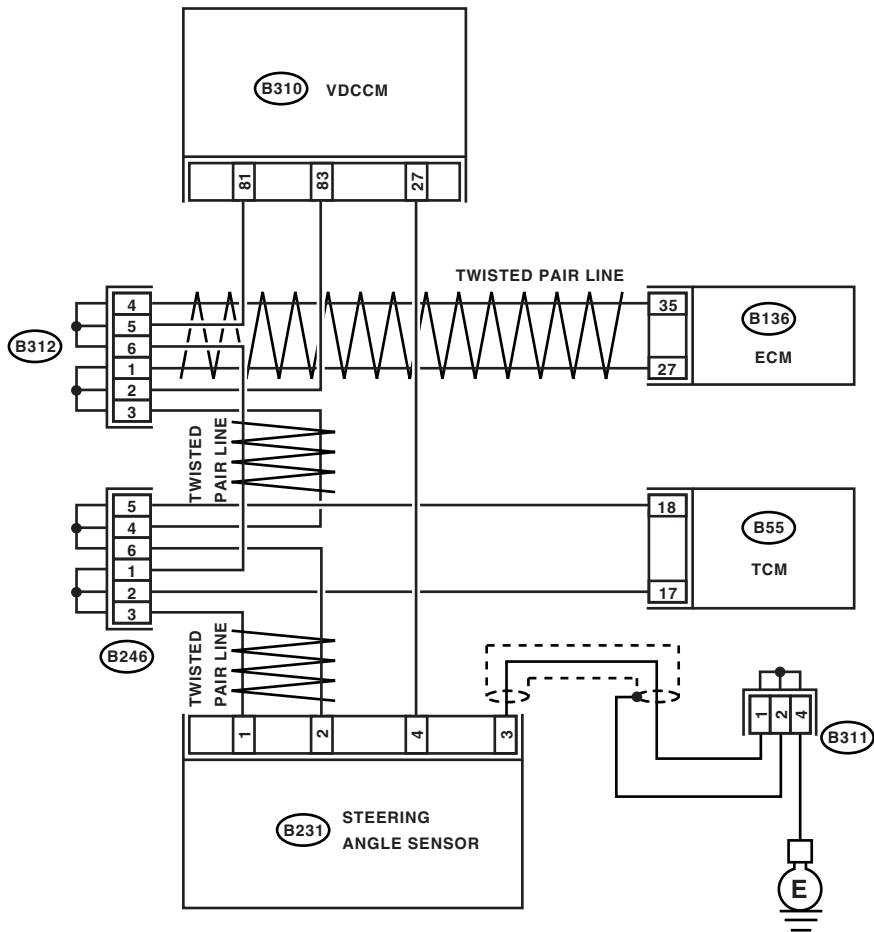 B310 VDCCM
81 83 27
TWISTED PAIR LINE
B312
4
5
6
1
2
3
35
27
B136
ECM
TWISTED
PAIR LINE
5
4
6
1
2
3
B246
18
17
B55
TCM
TWISTED
PAIR LINE
1 2 4 3
B231
STEERING
ANGLE SENSOR
1 2 4
B311
E